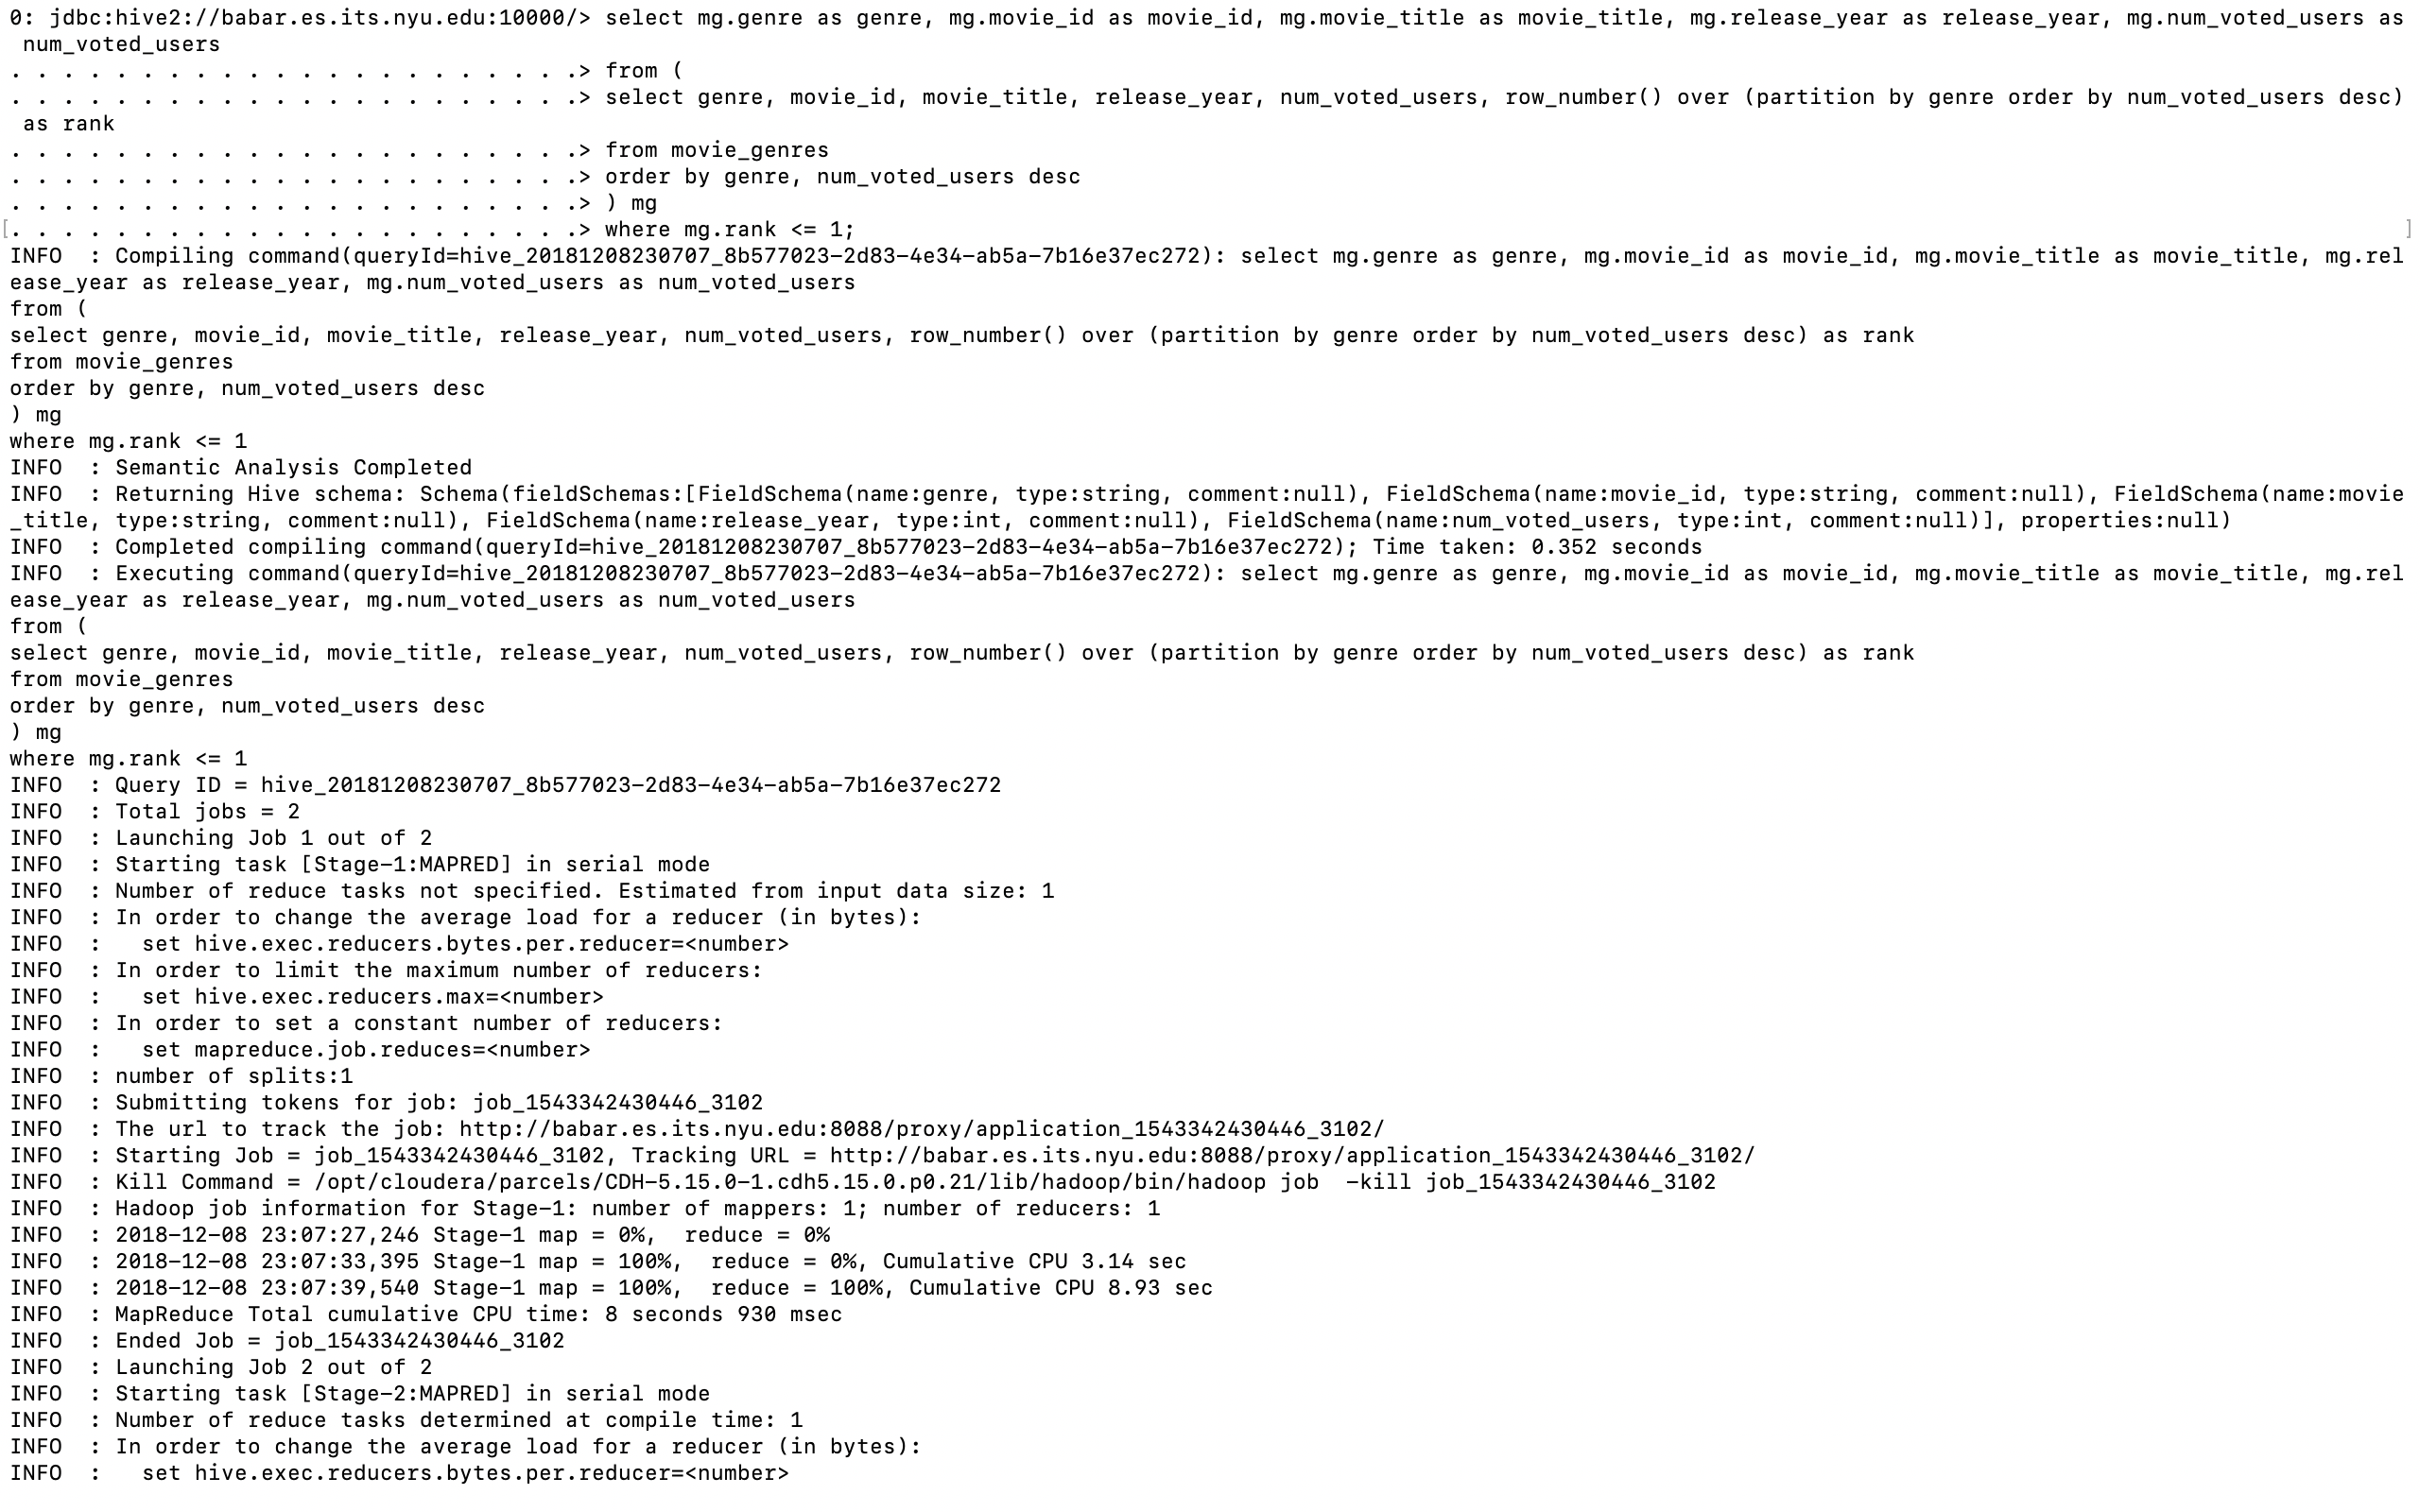 0: jdbc:hive2://babar.es.its.nyu.edu:10000/> select mg.genre as genre, mg.movie_id as movie_id, mg.movie_title as movie_title, mg.release_year as release_year, mg.num_voted_users as
 num_voted_users
. . . . . . . . . . . . . . . . . . . . . .> from (
. . . . . . . . . . . . . . . . . . . . . .> select genre, movie_id, movie_title, release_year, num_voted_users, row_number() over (partition by genre order by num_voted_users desc)
 as rank
. . . . . . . . . . . . . . . . . . . . . .> from movie_genres
. . . . . . . . . . . . . . . . . . . . . .> order by genre, num_voted_users desc
. . . . . . . . . . . . . . . . . . . . . .> ) mg
[. . . . . . . . . . . . . . . . . . . . . .> where mg.rank <= 1; ]
INFO  : Compiling command(queryId=hive_20181208230707_8b577023-2d83-4e34-ab5a-7b16e37ec272): select mg.genre as genre, mg.movie_id as movie_id, mg.movie_title as movie_title, mg.rel
ease_year as release_year, mg.num_voted_users as num_voted_users
from (
select genre, movie_id, movie_title, release_year, num_voted_users, row_number() over (partition by genre order by num_voted_users desc) as rank
from movie_genres
order by genre, num_voted_users desc
) mg
where mg.rank <= 1
INFO  : Semantic Analysis Completed
INFO  : Returning Hive schema: Schema(fieldSchemas:[FieldSchema(name:genre, type:string, comment:null), FieldSchema(name:movie_id, type:string, comment:null), FieldSchema(name:movie
_title, type:string, comment:null), FieldSchema(name:release_year, type:int, comment:null), FieldSchema(name:num_voted_users, type:int, comment:null)], properties:null)
INFO  : Completed compiling command(queryId=hive_20181208230707_8b577023-2d83-4e34-ab5a-7b16e37ec272); Time taken: 0.352 seconds
INFO  : Executing command(queryId=hive_20181208230707_8b577023-2d83-4e34-ab5a-7b16e37ec272): select mg.genre as genre, mg.movie_id as movie_id, mg.movie_title as movie_title, mg.rel
ease_year as release_year, mg.num_voted_users as num_voted_users
from (
select genre, movie_id, movie_title, release_year, num_voted_users, row_number() over (partition by genre order by num_voted_users desc) as rank
from movie_genres
order by genre, num_voted_users desc
) mg
where mg.rank <= 1
INFO  : Query ID = hive_20181208230707_8b577023-2d83-4e34-ab5a-7b16e37ec272
INFO  : Total jobs = 2
INFO  : Launching Job 1 out of 2
INFO  : Starting task [Stage-1:MAPRED] in serial mode
INFO  : Number of reduce tasks not specified. Estimated from input data size: 1
INFO  : In order to change the average load for a reducer (in bytes):
INFO  :   set hive.exec.reducers.bytes.per.reducer=<number>
INFO  : In order to limit the maximum number of reducers:
INFO  :   set hive.exec.reducers.max=<number>
INFO  : In order to set a constant number of reducers:
INFO  :   set mapreduce.job.reduces=<number>
INFO  : number of splits:1
INFO  : Submitting tokens for job: job_1543342430446_3102
INFO  : The url to track the job: http://babar.es.its.nyu.edu:8088/proxy/application_1543342430446_3102/
INFO  : Starting Job = job_1543342430446_3102, Tracking URL = http://babar.es.its.nyu.edu:8088/proxy/application_1543342430446_3102/
INFO  : Kill Command = /opt/cloudera/parcels/CDH-5.15.0-1.cdh5.15.0.p0.21/lib/hadoop/bin/hadoop job  -kill job_1543342430446_3102
INFO  : Hadoop job information for Stage-1: number of mappers: 1; number of reducers: 1
INFO  : 2018-12-08 23:07:27,246 Stage-1 map = 0%,  reduce = 0%
INFO  : 2018-12-08 23:07:33,395 Stage-1 map = 100%,  reduce = 0%, Cumulative CPU 3.14 sec
INFO  : 2018-12-08 23:07:39,540 Stage-1 map = 100%,  reduce = 100%, Cumulative CPU 8.93 sec
INFO  : MapReduce Total cumulative CPU time: 8 seconds 930 msec
INFO  : Ended Job = job_1543342430446_3102
INFO  : Launching Job 2 out of 2
INFO  : Starting task [Stage-2:MAPRED] in serial mode
INFO  : Number of reduce tasks determined at compile time: 1
INFO  : In order to change the average load for a reducer (in bytes):
INFO  :   set hive.exec.reducers.bytes.per.reducer=<number>